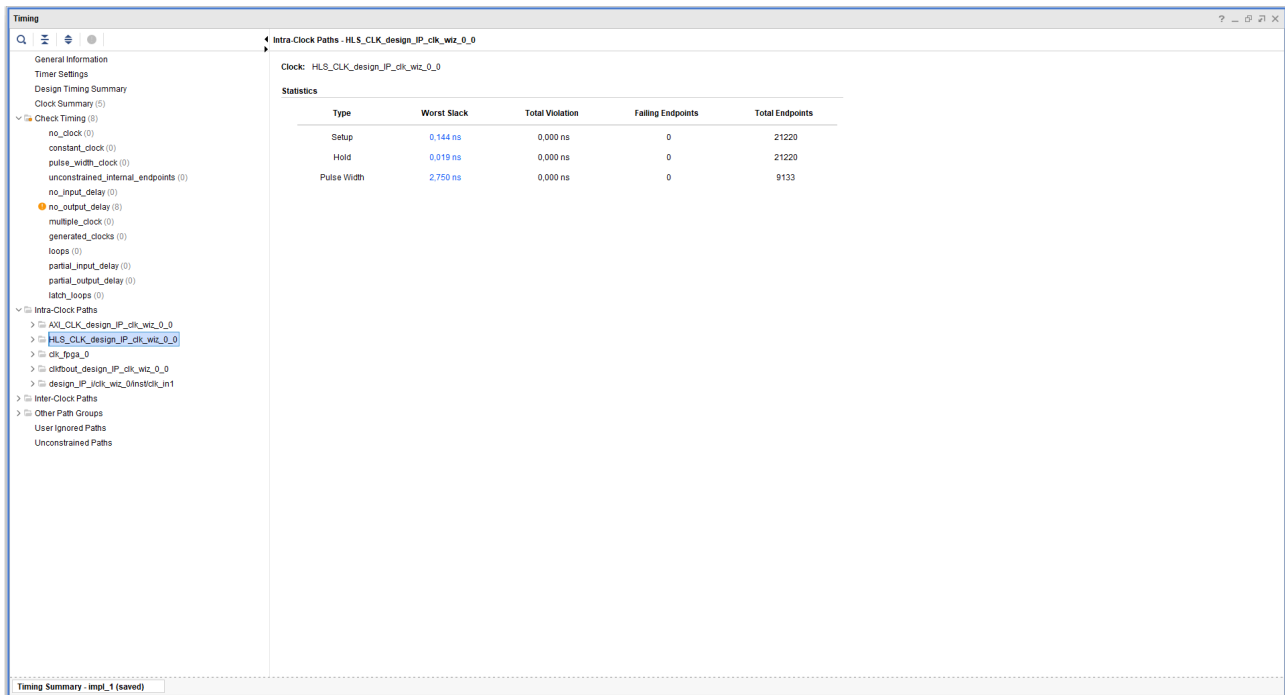 Timing
Intra-Clock Paths - HLS_CLK_design_IP_clk_wiz_0_0
General Information
Timer Settings
Design Timing Summary
Clock Summary (5)
Check Timing (8)
no_clock (0)
constant_clock (0)
pulse_width_clock (0)
unconstrained_internal_endpoints (0)
no_input_delay (0)
no_output_delay (8)
multiple_clock (0)
generated_clocks (0)
loops (0)
partial_input_delay (0)
partial_output_delay (0)
latch_loops (0)
Intra-Clock Paths
AXI_CLK_design_IP_clk_wiz_0_0
HLS_CLK_design_IP_clk_wiz_0_0
clk_fpga_0
clkfbout_design_IP_clk_wiz_0_0
design_IP_i/clk_wiz_0/inst/clk_in1
Inter-Clock Paths
Other Path Groups
User Ignored Paths
Unconstrained Paths
Clock: HLS_CLK_design_IP_clk_wiz_0_0
Statistics
Type Worst Slack Total Violation Failing Endpoints Total Endpoints
Setup 0,144 ns 0,000 ns 0 21220
Hold 0,019 ns 0,000 ns 0 21220
Pulse Width 2,750 ns 0,000 ns 0 9133
Timing Summary - impl_1 (saved)